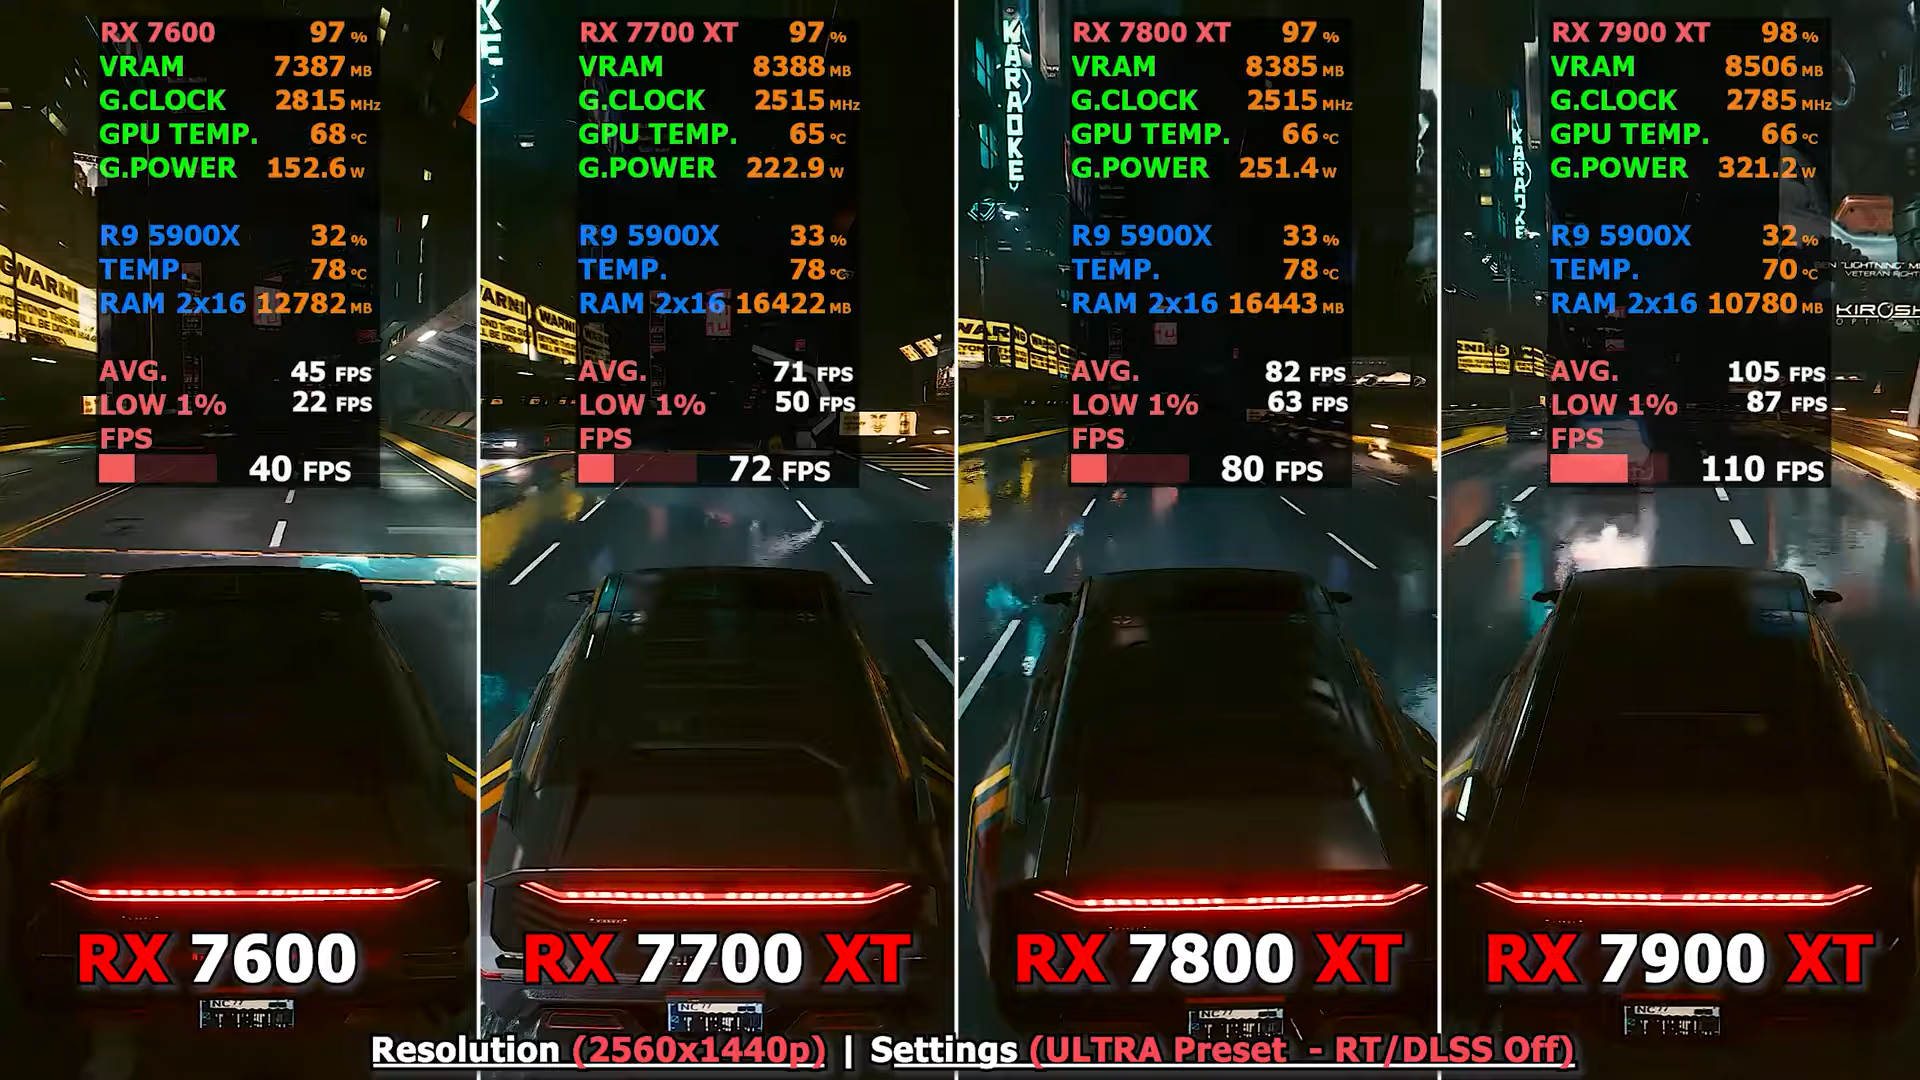 RX 7600 97 %
VRAM 7387 MB
G.CLOCK 2815 MHz
GPU TEMP. 68 °C
G.POWER 152.6 W
R9 5900X 32 %
TEMP. 78 °C
RAM 2x16 12782 MB
AVG. 45 FPS
LOW 1% 22 FPS
FPS
40 FPS
RX 7600
RX 7700 XT 97 %
VRAM 8388 MB
G.CLOCK 2515 MHz
GPU TEMP. 65 °C
G.POWER 222.9 W
R9 5900X 33 %
TEMP. 78 °C
RAM 2x16 16422 MB
AVG. 71 FPS
LOW 1% 50 FPS
FPS
72 FPS
RX 7700 XT
KARAOKE
RX 7800 XT 97 %
VRAM 8385 MB
G.CLOCK 2515 MHz
GPU TEMP. 66 °C
G.POWER 251.4 W
R9 5900X 33 %
TEMP. 78 °C
RAM 2x16 16443 MB
AVG. 82 FPS
LOW 1% 63 FPS
FPS
80 FPS
RX 7800 XT
KARAOKE
RX 7900 XT 98 %
VRAM 8506 MB
G.CLOCK 2785 MHz
GPU TEMP. 66 °C
G.POWER 321.2 W
R9 5900X 32 %
TEMP. 70 °C
RAM 2x16 10780 MB
AVG. 105 FPS
LOW 1% 87 FPS
FPS
110 FPS
RX 7900 XT
Resolution (2560x1440p) | Settings (ULTRA Preset - RT/DLSS Off)